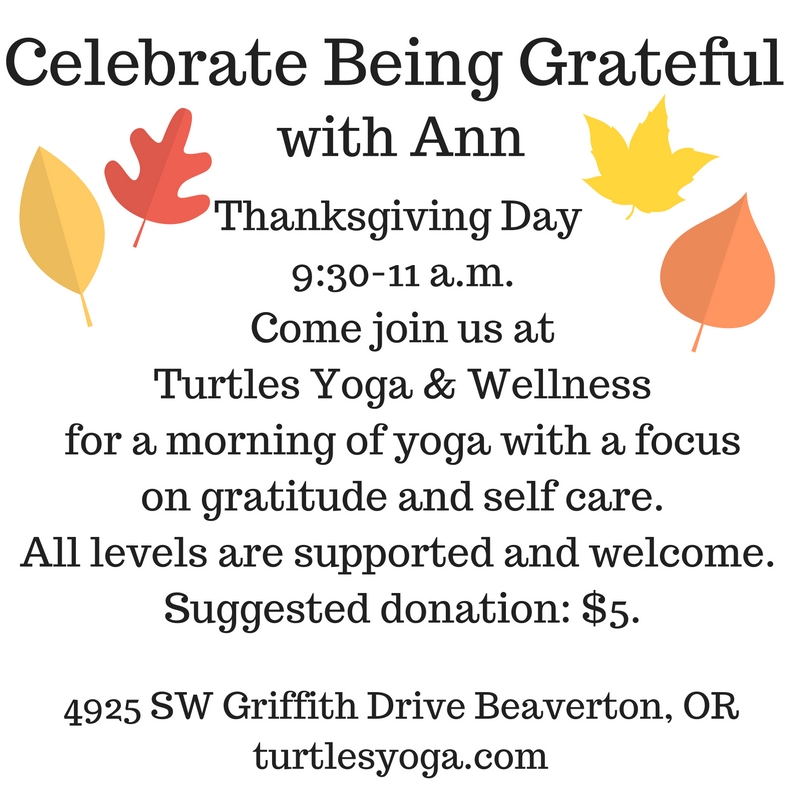 Celebrate Being Grateful
with Ann
Thanksgiving Day
9:30-11 a.m.
Come join us at
Turtles Yoga & Wellness
for a morning of yoga with a focus
on gratitude and self care.
All levels are supported and welcome.
Suggested donation: $5.
4925 SW Griffith Drive Beaverton, OR
turtlesyoga.com